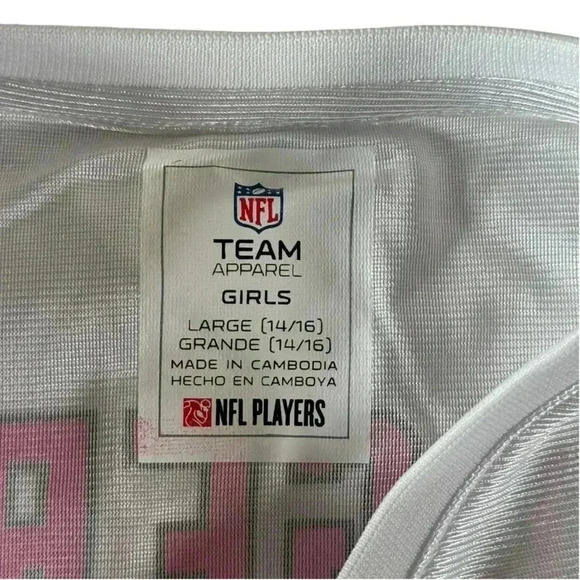 NFL
TEAM
APPAREL
GIRLS
LARGE (14/16)
GRANDE (14/16)
MADE IN CAMBODIA
HECHO EN CAMBOYA
NFL PLAYERS